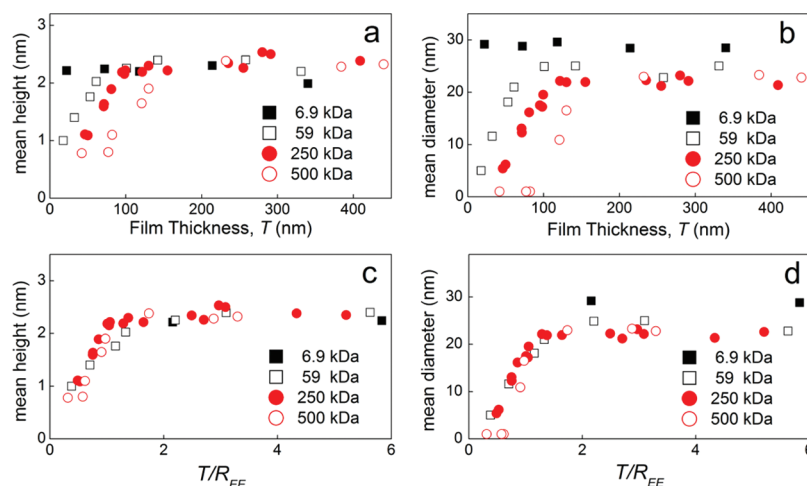 a
mean height (nm)
3
2
1
0
0 100 200 300 400
Film Thickness, T (nm)
6.9 kDa
59 kDa
250 kDa
500 kDa
b
mean diameter (nm)
30
20
10
0
0 100 200 300 400
Film Thickness, T (nm)
6.9 kDa
59 kDa
250 kDa
500 kDa
c
mean height (nm)
3
2
1
0
0 2 4 6
T/R_EE
6.9 kDa
59 kDa
250 kDa
500 kDa
d
mean diameter (nm)
30
20
10
0
0 2 4 6
T/R_EE
6.9 kDa
59 kDa
250 kDa
500 kDa